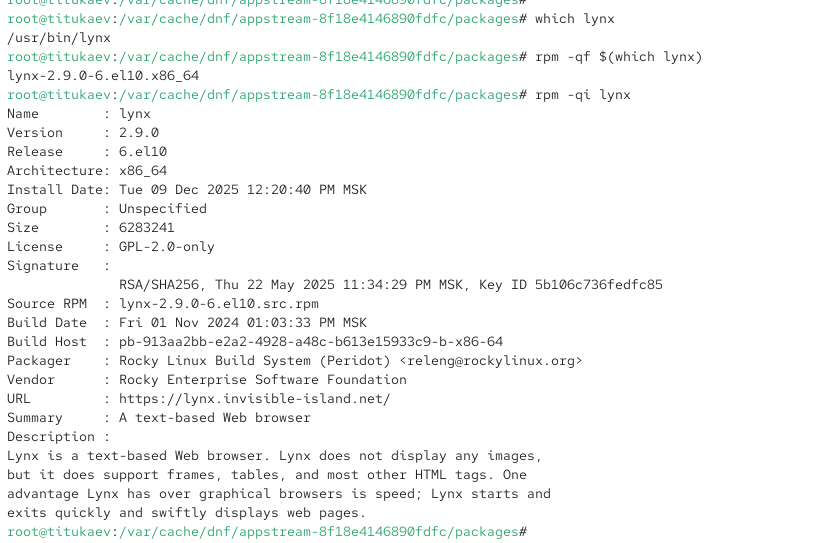 root@titukaev:/var/cache/dnf/appstream-8f18e4146890fdfc/packages#
root@titukaev:/var/cache/dnf/appstream-8f18e4146890fdfc/packages# which lynx
/usr/bin/lynx
root@titukaev:/var/cache/dnf/appstream-8f18e4146890fdfc/packages# rpm -qf $(which lynx)
lynx-2.9.0-6.el10.x86_64
root@titukaev:/var/cache/dnf/appstream-8f18e4146890fdfc/packages# rpm -qi lynx
Name        : lynx
Version     : 2.9.0
Release     : 6.el10
Architecture: x86_64
Install Date: Tue 09 Dec 2025 12:20:40 PM MSK
Group       : Unspecified
Size        : 6283241
License     : GPL-2.0-only
Signature   :
              RSA/SHA256, Thu 22 May 2025 11:34:29 PM MSK, Key ID 5b106c736fedfc85
Source RPM  : lynx-2.9.0-6.el10.src.rpm
Build Date  : Fri 01 Nov 2024 01:03:33 PM MSK
Build Host  : pb-913aa2bb-e2a2-4928-a48c-b613e15933c9-b-x86-64
Packager    : Rocky Linux Build System (Peridot) <releng@rockylinux.org>
Vendor      : Rocky Enterprise Software Foundation
URL         : https://lynx.invisible-island.net/
Summary     : A text-based Web browser
Description :
Lynx is a text-based Web browser. Lynx does not display any images,
but it does support frames, tables, and most other HTML tags. One
advantage Lynx has over graphical browsers is speed; Lynx starts and
exits quickly and swiftly displays web pages.
root@titukaev:/var/cache/dnf/appstream-8f18e4146890fdfc/packages#